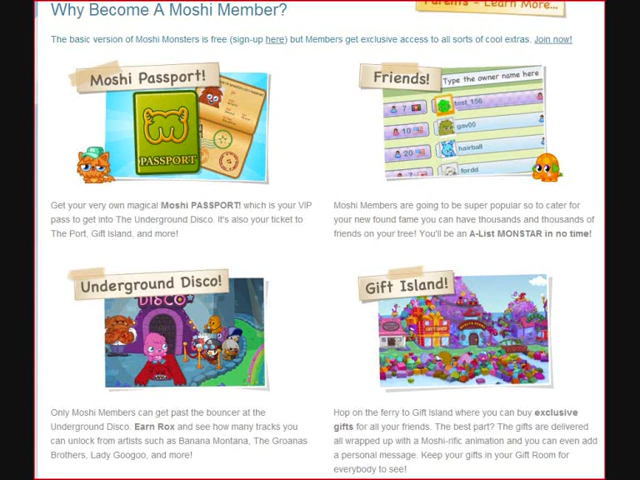 Parents - Learn More...
Why Become A Moshi Member?
The basic version of Moshi Monsters is free (sign-up here) but Members get exclusive access to all sorts of cool extras. Join now!
Moshi Passport!
PASSPORT
Friends!
Type the owner name here
7
test_156
10
gav00
20
hairball
7
fordd
Get your very own magical Moshi PASSPORT! which is your VIP
pass to get into The Underground Disco. It's also your ticket to
The Port, Gift Island, and more!
Moshi Members are going to be super popular so to cater for
your new found fame you can have thousands and thousands of
friends on your tree! You'll be an A-List MONSTAR in no time!
Underground Disco!
DISCO
Gift Island!
GIFT SHOP
Only Moshi Members can get past the bouncer at the
Underground Disco. Earn Rox and see how many tracks you
can unlock from artists such as Banana Montana, The Groanas
Brothers, Lady Googoo, and more!
Hop on the ferry to Gift Island where you can buy exclusive
gifts for all your friends. The best part? The gifts are delivered
all wrapped up with a Moshi-rific animation and you can even add
a personal message. Keep your gifts in your Gift Room for
everybody to see!